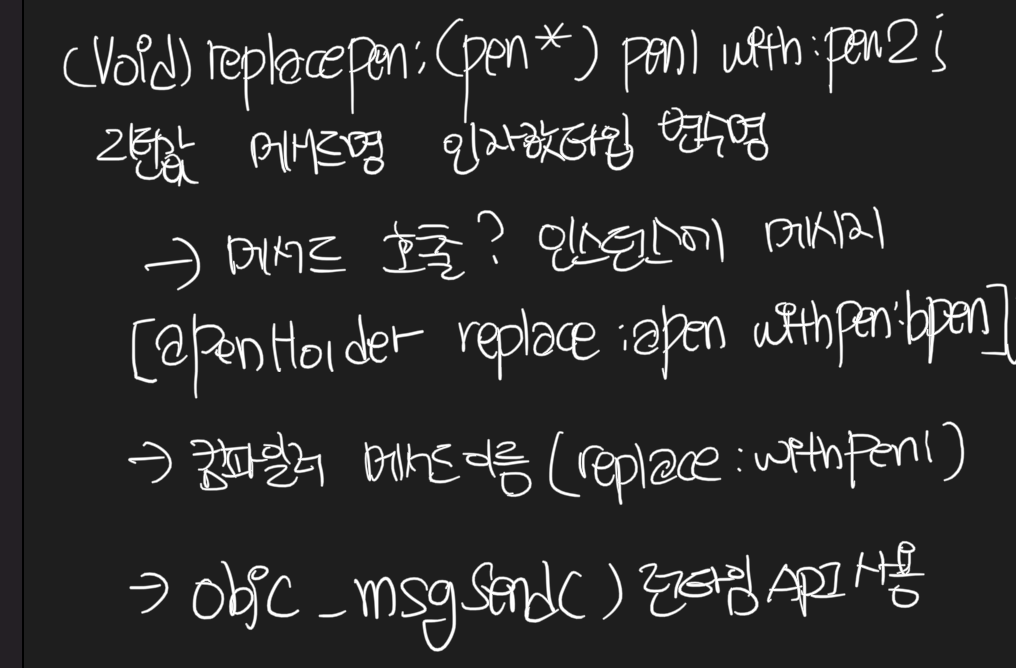 (void) replacepen: (pen*) pen1 with:pen2;
리턴값 메서드명 인자값타입 변수명
→ 메서드 호출? 인스턴스에 메시지
[apenHolder replace :apen withpen:bpen]
→ 컴파일러 메서드이름 (replace:withpen1)
→ objc_msgsend() 런타임 API 사용